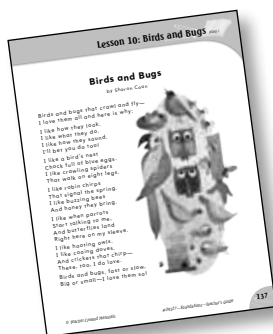 Lesson 10: Birds and Bugs
Birds and Bugs
by Sharon Coan
Birds and bugs that crawl and fly—
I love them all and here is why:
I like how they look.
I like what they do.
I like how they sound.
I'll bet you do too!
I like a bird's nest
Chock full of blue eggs.
I like crawling spiders
That walk on eight legs.
I like robin chirps
That signal the spring.
I like buzzing bees
And honey they bring.
I like when parrots
Start talking to me.
And butterflies land
Right here on my sleeve.
I like hooting owls,
I like cooing doves,
And crickets that chirp—
These, too, I do love.
Birds and bugs, fast or slow,
Big or small—I love them so!
137